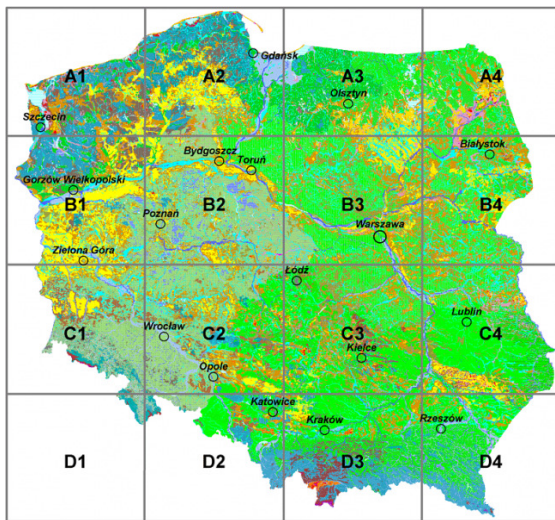 Gdańsk
A1
A2
A3
A4
Olsztyn
Szczecin
Bydgoszcz
Toruń
Białystok
Gorzów Wielkopolski
B1
B2
B3
B4
Poznań
Warszawa
Zielona Góra
Łódź
Lublin
Wrocław
C1
C2
C3
C4
Kielce
Opole
Katowice
Kraków
Rzeszów
D1
D2
D3
D4